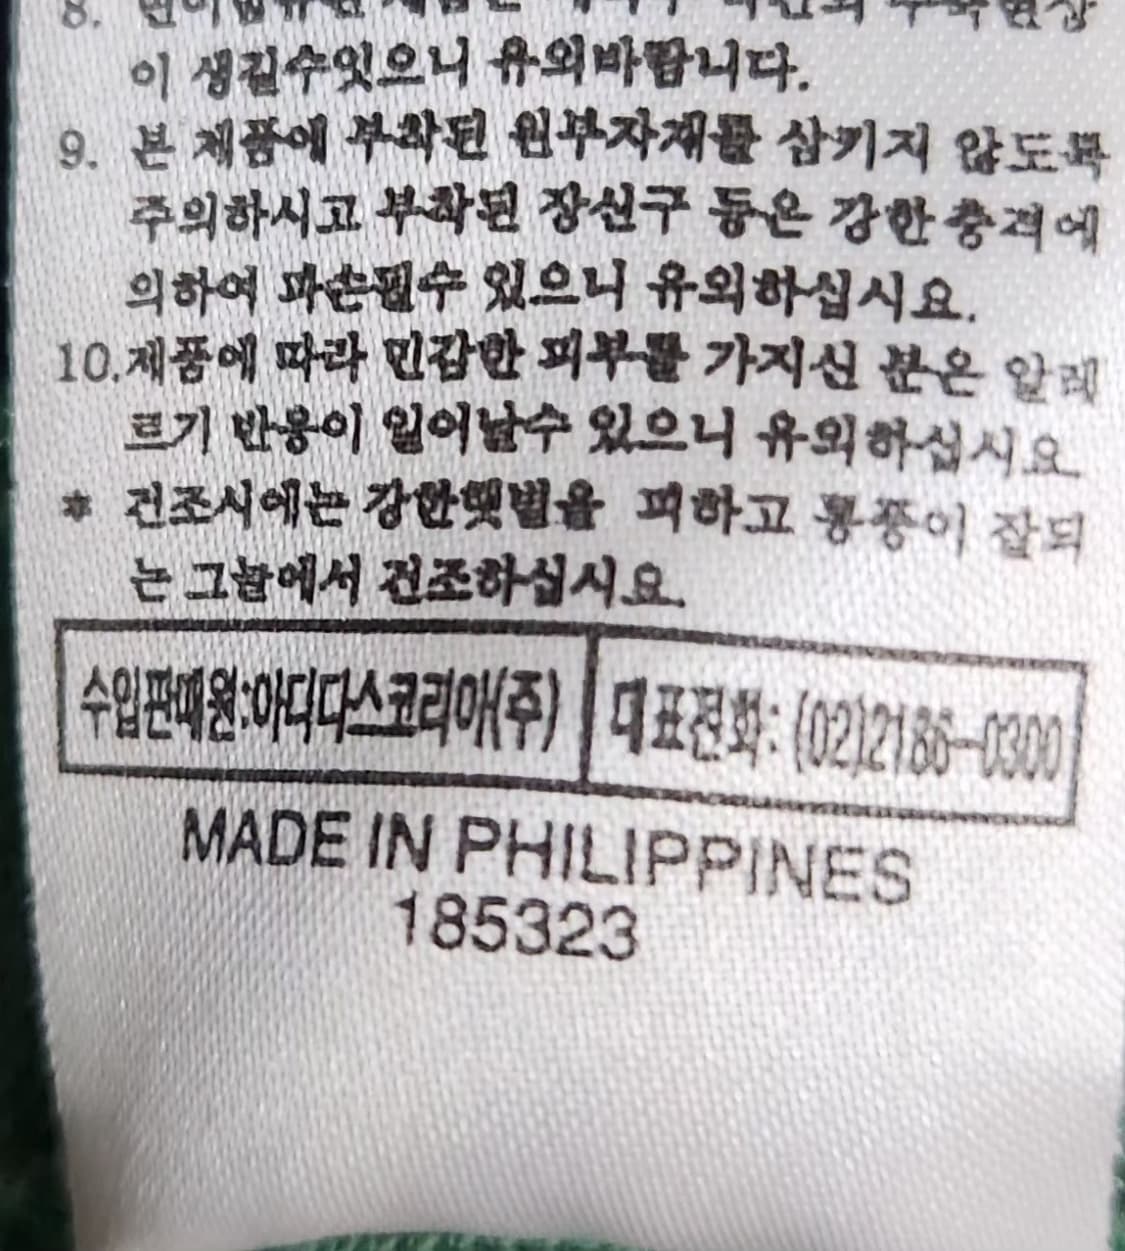 8.
이 생길수잇으니 유의바랍니다.
9. 본 제품에 부착된 원부자재를 삼키지 않도록
주의하시고 부착된 장신구 등은 강한 충격에
의하여 파손될수 있으니 유의하십시요.
10.제품에 따라 민감한 피부를 가지신 분은 알레
르기 반응이 일어날수 있으니 유의하십시요
* 건조시에는 강한햇볕을 피하고 통풍이 잘되
는 그늘에서 건조하십시요.
수입판매원:아디다스코리아(주)
대표전화: (02)2186-0300
MADE IN PHILIPPINES
185323